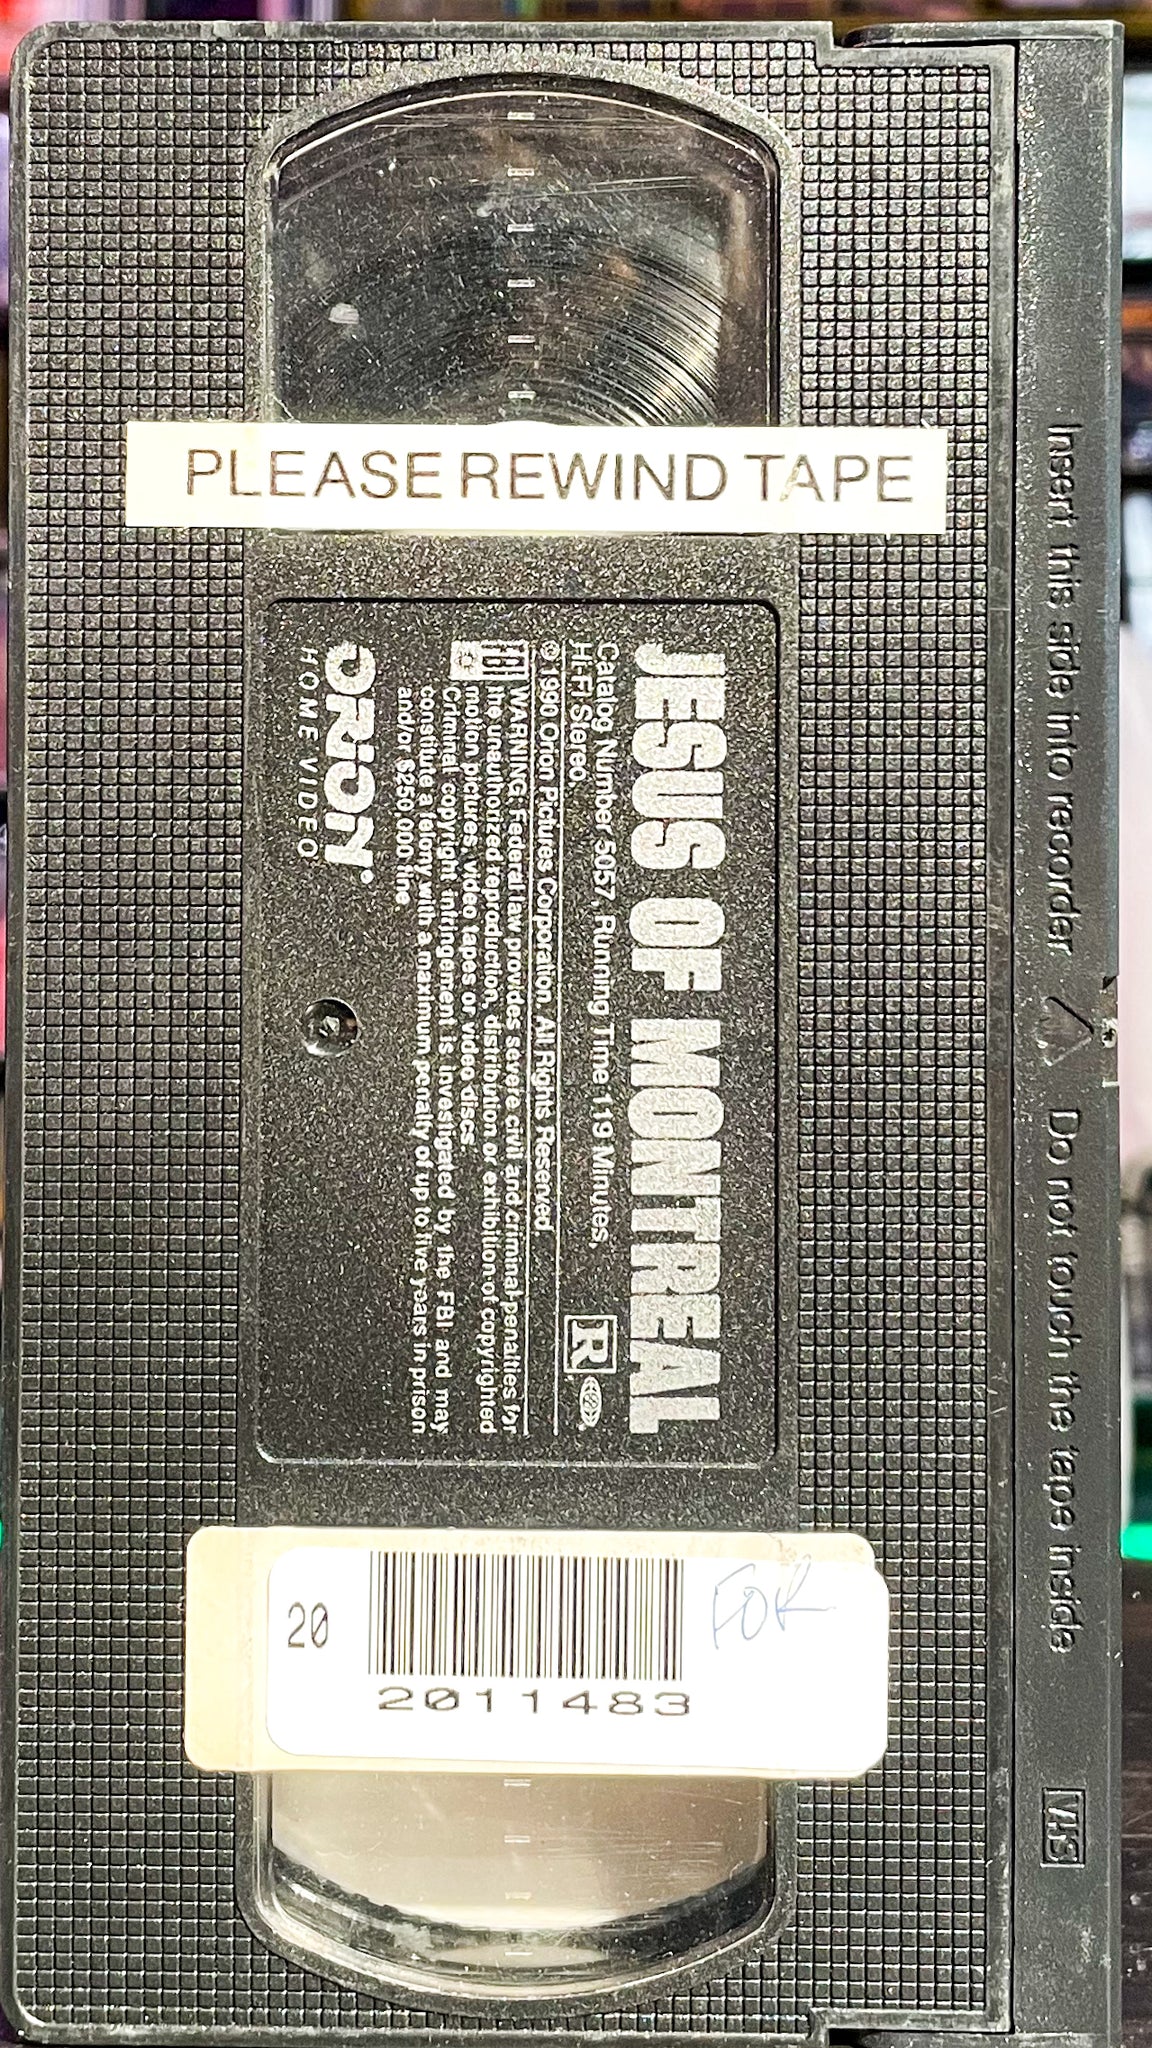 PLEASE REWIND TAPE
JESUS OF MONTREAL
Catalog Number 5057, Running Time 119 Minutes,
Hi-Fi Stereo.
R
© 1990 Orion Pictures Corporation. All Rights Reserved.
FBI WARNING: Federal law provides severe civil and criminal penalties for
the unauthorized reproduction, distribution or exhibition of copyrighted
motion pictures, video tapes or video discs.
Criminal copyright infringement is investigated by the FBI and may
constitute a felony with a maximum penalty of up to five years in prison
and/or $250,000 fine.
ORION®
HOME VIDEO
20
FOR
2011483
Insert this side into recorder
Do not touch the tape inside
VHS